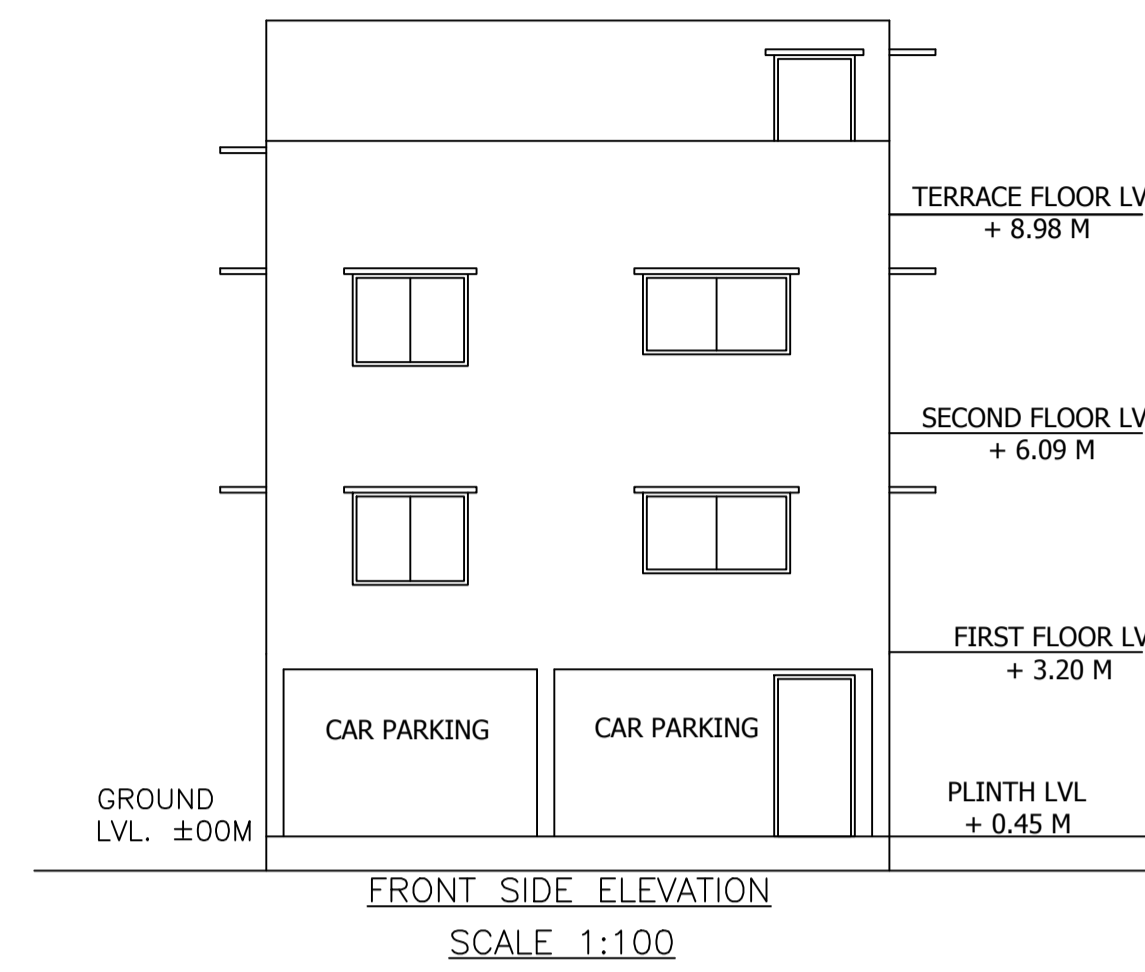 TERRACE FLOOR LV
+ 8.98 M
SECOND FLOOR LV
+ 6.09 M
FIRST FLOOR LV
+ 3.20 M
CAR PARKING
CAR PARKING
PLINTH LVL
+ 0.45 M
GROUND
LVL. ±00M
FRONT SIDE ELEVATION
SCALE 1:100